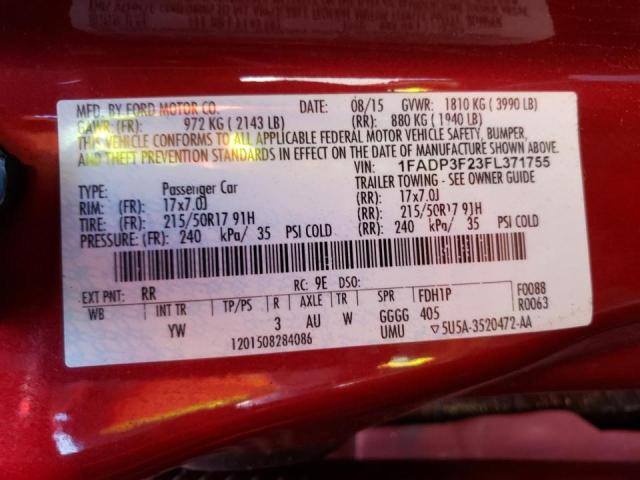 MFD. BY FORD MOTOR CO. DATE: 08/15 GVWR: 1810 KG ( 3990 LB)
GAWR: (FR): 972 KG ( 2143 LB) (RR): 880 KG ( 1940 LB)
THIS VEHICLE CONFORMS TO ALL APPLICABLE FEDERAL MOTOR VEHICLE SAFETY, BUMPER,
AND THEFT PREVENTION STANDARDS IN EFFECT ON THE DATE OF MANUFACTURE SHOWN ABOVE.
VIN: 1FADP3F23FL371755
TYPE: Passenger Car TRAILER TOWING - SEE OWNER GUIDE
RIM: (FR): 17x7.0J (RR): 17x7.0J
TIRE: (FR): 215/50R17 91H (RR): 215/50R17 91H
PRESSURE: (FR): 240 kPa/ 35 PSI COLD (RR): 240 kPa/ 35 PSI COLD
EXT PNT: RR RC: 9E DSO:
WB INT TR TP/PS R AXLE TR SPR FDH1P F0088
YW 3 AU W GGGG 405 R0063
1201508284086 UMU ▽5U5A-3520472-AA